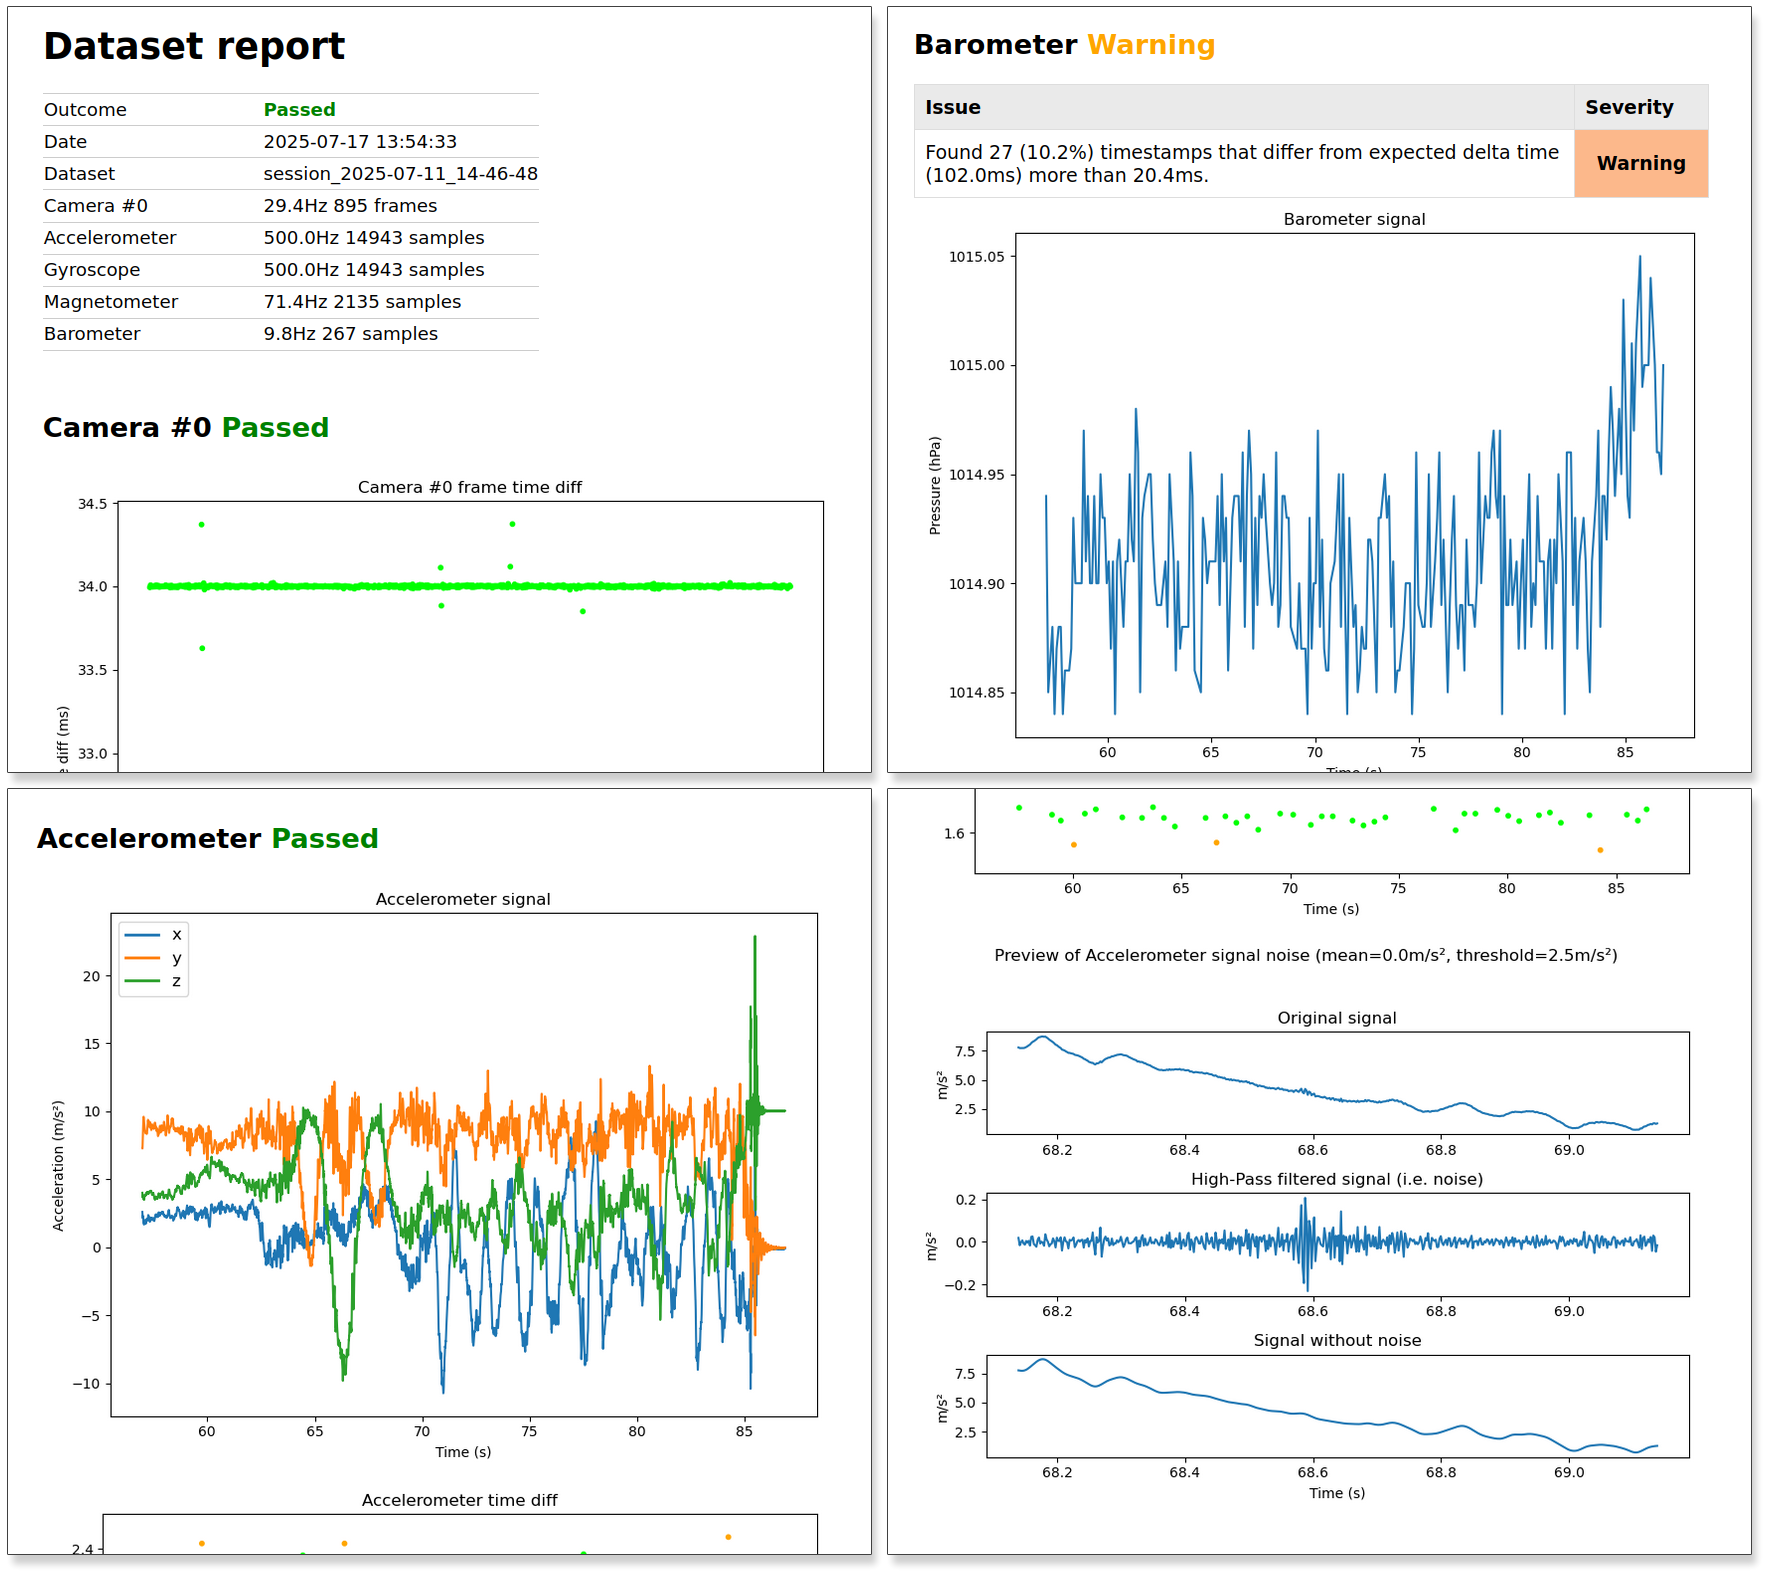 Dataset report
Outcome Passed
Date 2025-07-17 13:54:33
Dataset session_2025-07-11_14-46-48
Camera #0 29.4Hz 895 frames
Accelerometer 500.0Hz 14943 samples
Gyroscope 500.0Hz 14943 samples
Magnetometer 71.4Hz 2135 samples
Barometer 9.8Hz 267 samples
Camera #0 Passed
Camera #0 frame time diff
34.5
34.0
33.5
33.0
diff (ms)
Barometer Warning
Issue Severity
Found 27 (10.2%) timestamps that differ from expected delta time
(102.0ms) more than 20.4ms.
Warning
Barometer signal
1015.05
1015.00
1014.95
1014.90
1014.85
Pressure (hPa)
60 65 70 75 80 85
Time (s)
Accelerometer Passed
Accelerometer signal
x
y
z
20
15
10
5
0
−5
−10
Acceleration (m/s²)
60 65 70 75 80 85
Time (s)
Accelerometer time diff
2.4
1.6
60 65 70 75 80 85
Time (s)
Preview of Accelerometer signal noise (mean=0.0m/s², threshold=2.5m/s²)
Original signal
7.5
5.0
2.5
m/s²
68.2 68.4 68.6 68.8 69.0
High-Pass filtered signal (i.e. noise)
0.2
0.0
−0.2
m/s²
68.2 68.4 68.6 68.8 69.0
Signal without noise
7.5
5.0
2.5
m/s²
68.2 68.4 68.6 68.8 69.0
Time (s)